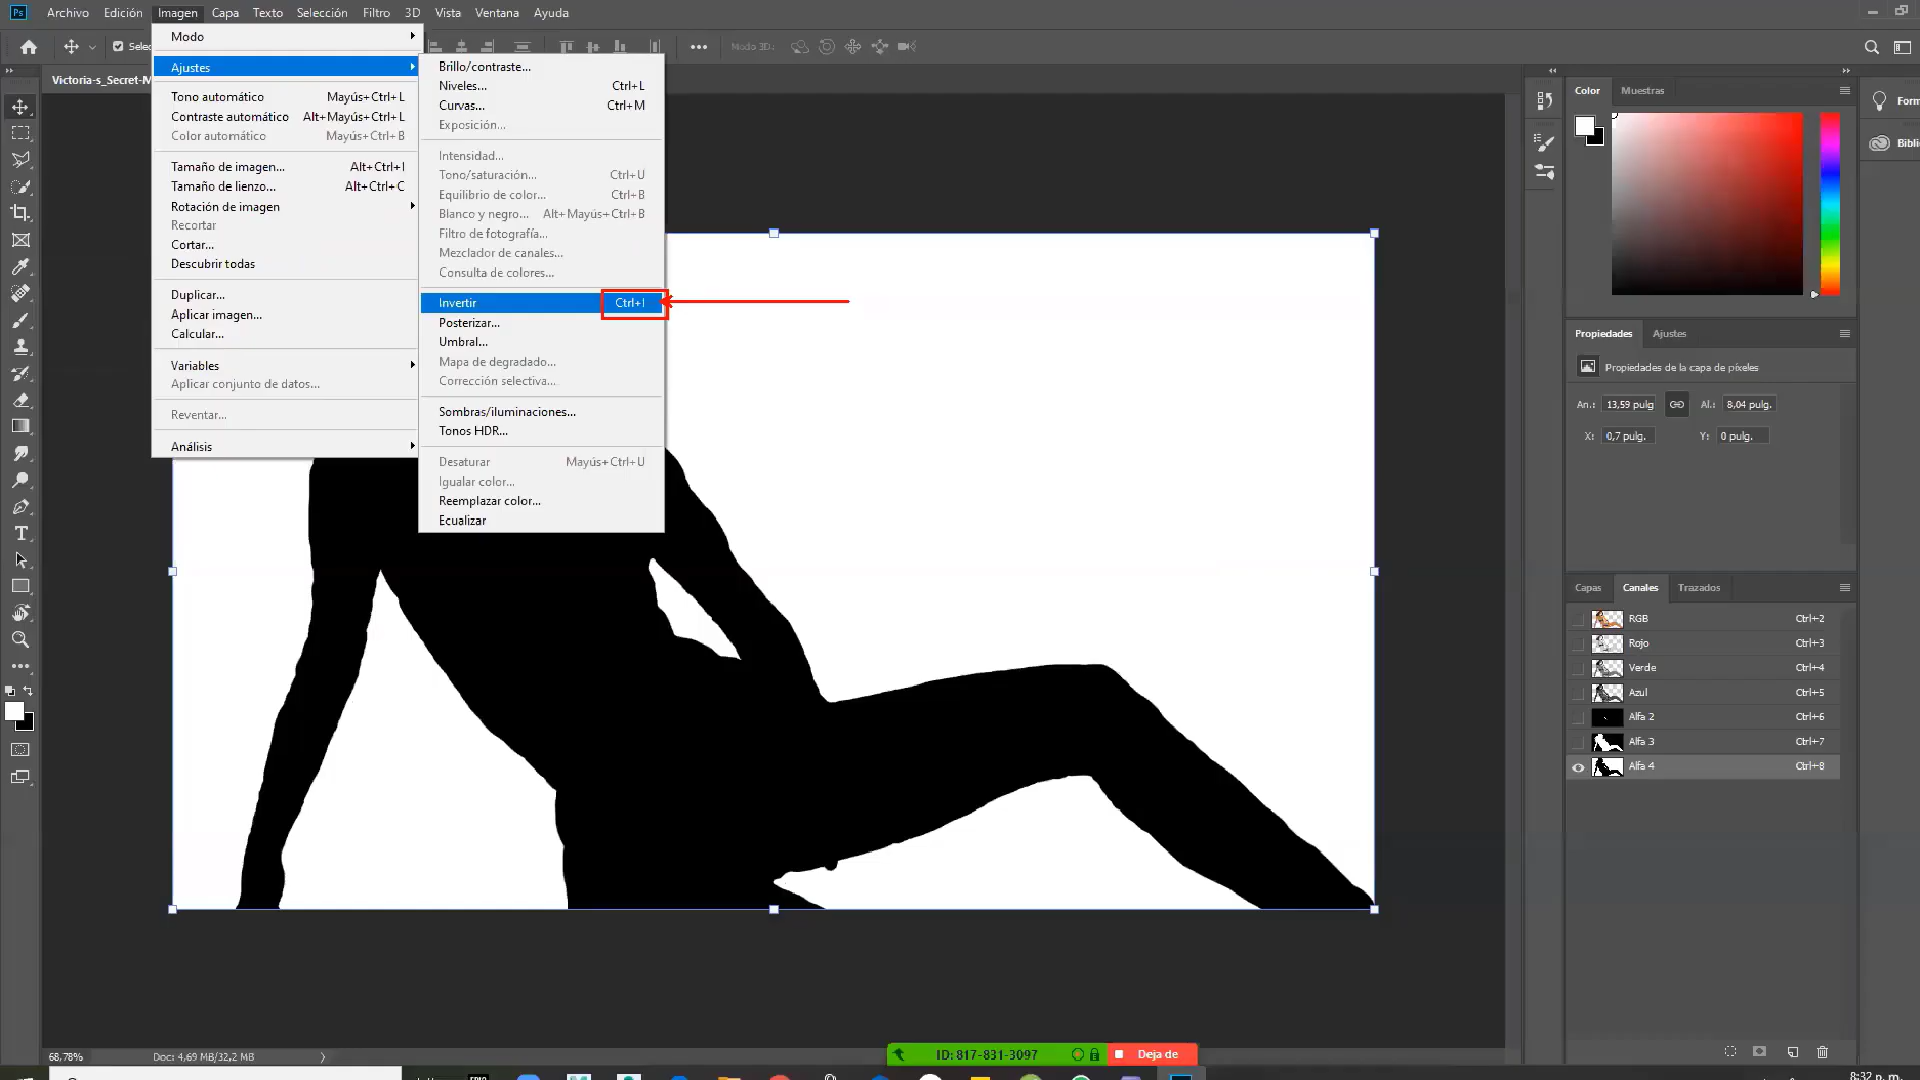 Ps Archivo Edición Imagen Capa Texto Selección Filtro 3D Vista Ventana Ayuda
Modo 3D:
Modo
Ajustes
Tono automático Mayús+Ctrl+L
Contraste automático Alt+Mayús+Ctrl+L
Color automático Mayús+Ctrl+B
Tamaño de imagen... Alt+Ctrl+I
Tamaño de lienzo... Alt+Ctrl+C
Rotación de imagen
Recortar
Cortar...
Descubrir todas
Duplicar...
Aplicar imagen...
Calcular...
Variables
Aplicar conjunto de datos...
Reventar...
Análisis
Brillo/contraste...
Niveles... Ctrl+L
Curvas... Ctrl+M
Exposición...
Intensidad...
Tono/saturación... Ctrl+U
Equilibrio de color... Ctrl+B
Blanco y negro... Alt+Mayús+Ctrl+B
Filtro de fotografía...
Mezclador de canales...
Consulta de colores...
Invertir Ctrl+I
Posterizar...
Umbral...
Mapa de degradado...
Corrección selectiva...
Sombras/iluminaciones...
Tonos HDR...
Desaturar Mayús+Ctrl+U
Igualar color...
Reemplazar color...
Ecualizar
Color Muestras
Propiedades Ajustes
Propiedades de la capa de píxeles
An.: 13,59 pulg Al.: 8,04 pulg.
X: 0,7 pulg. Y: 0 pulg.
Capas Canales Trazados
RGB Ctrl+2
Rojo Ctrl+3
Verde Ctrl+4
Azul Ctrl+5
Alfa 2 Ctrl+6
Alfa 3 Ctrl+7
Alfa 4 Ctrl+8
68,78% Doc: 4,69 MB/32,2 MB
ID: 817-831-3097 Deja de
8:32 p. m.